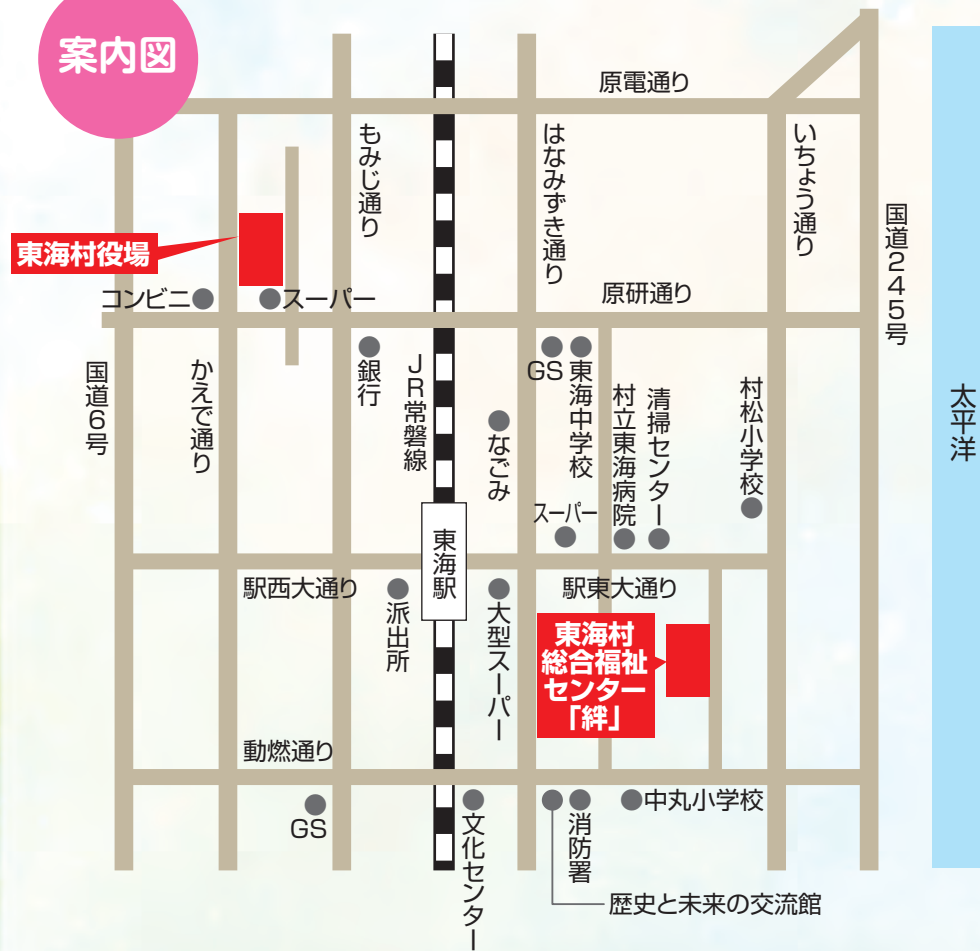 案内図
原電通り
もみじ通り
はなみずき通り
いちょう通り
国道245号
東海村役場
コンビニ
スーパー
原研通り
国道6号
かえで通り
銀行
JR常磐線
なごみ
GS
東海中学校
村立東海病院
清掃センター
村松小学校
太平洋
スーパー
東海駅
駅西大通り
派出所
大型スーパー
駅東大通り
東海村
総合福祉
センター
「絆」
動燃通り
GS
文化センター
消防署
中丸小学校
歴史と未来の交流館